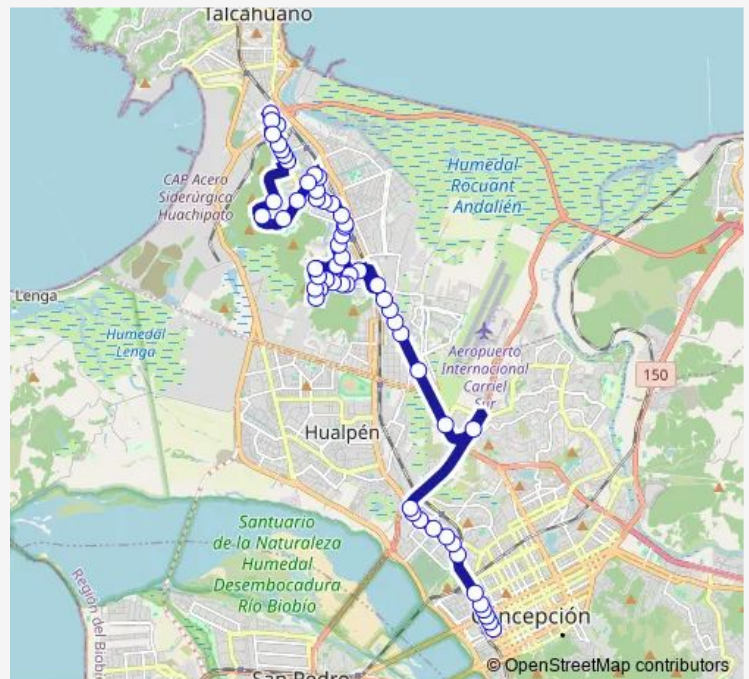 Talcahuano
CAP Acero
Siderúrgica
Huachipato
Humedal
Rocuant
Andalién
Lenga
Humedal
Lenga
Aeropuerto
Internacional
Carriel
Sur
150
Hualpén
Santuario
de la Naturaleza
Humedal
Desembocadura
Río Biobío
Región del Biobío
Concepción
San Pedro
© OpenStreetMap contributors